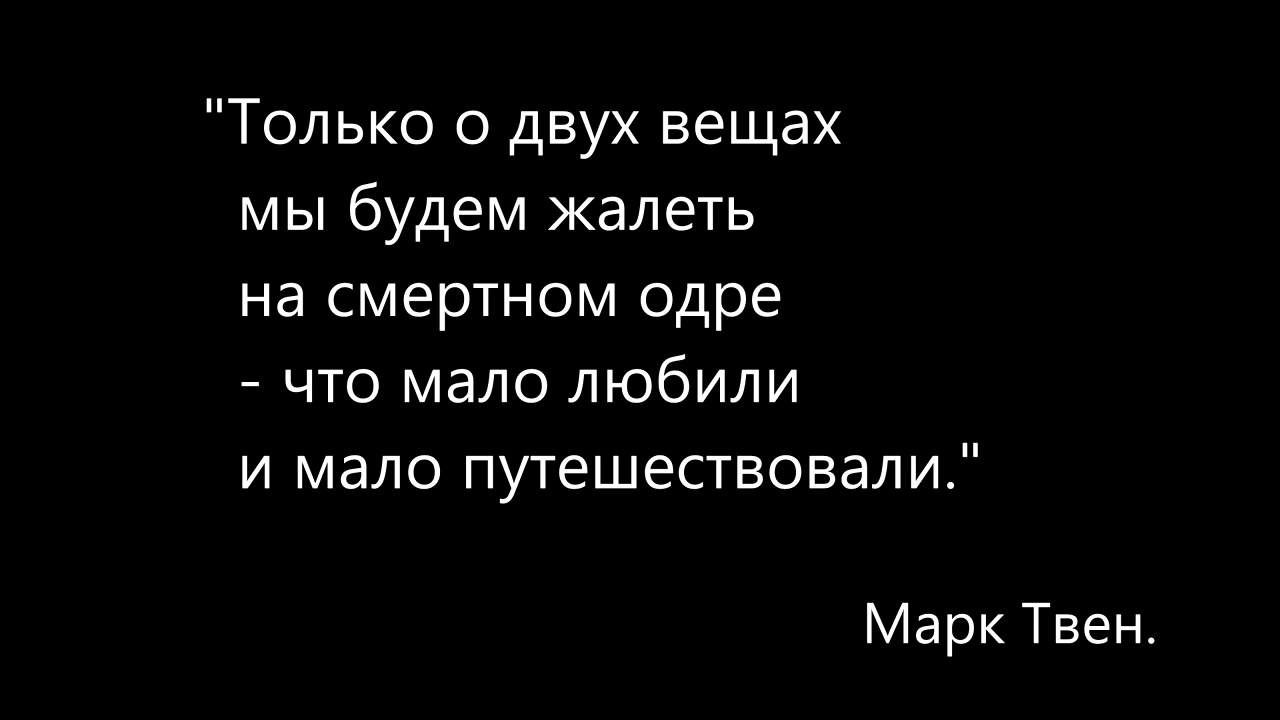 "Только о двух вещах
мы будем жалеть
на смертном одре
- что мало любили
и мало путешествовали."
Марк Твен.